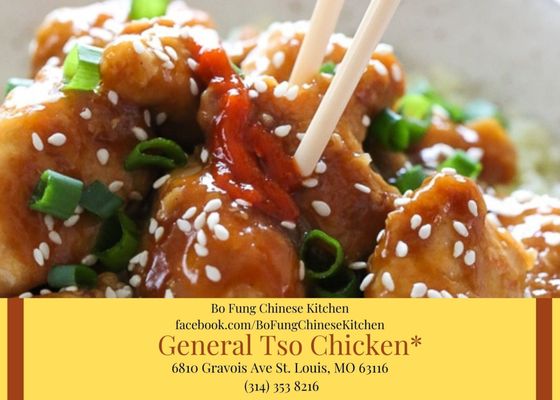 Bo Fung Chinese Kitchen
facebook.com/BoFungChineseKitchen
General Tso Chicken*
6810 Gravois Ave St. Louis, MO 63116
(314) 353 8216